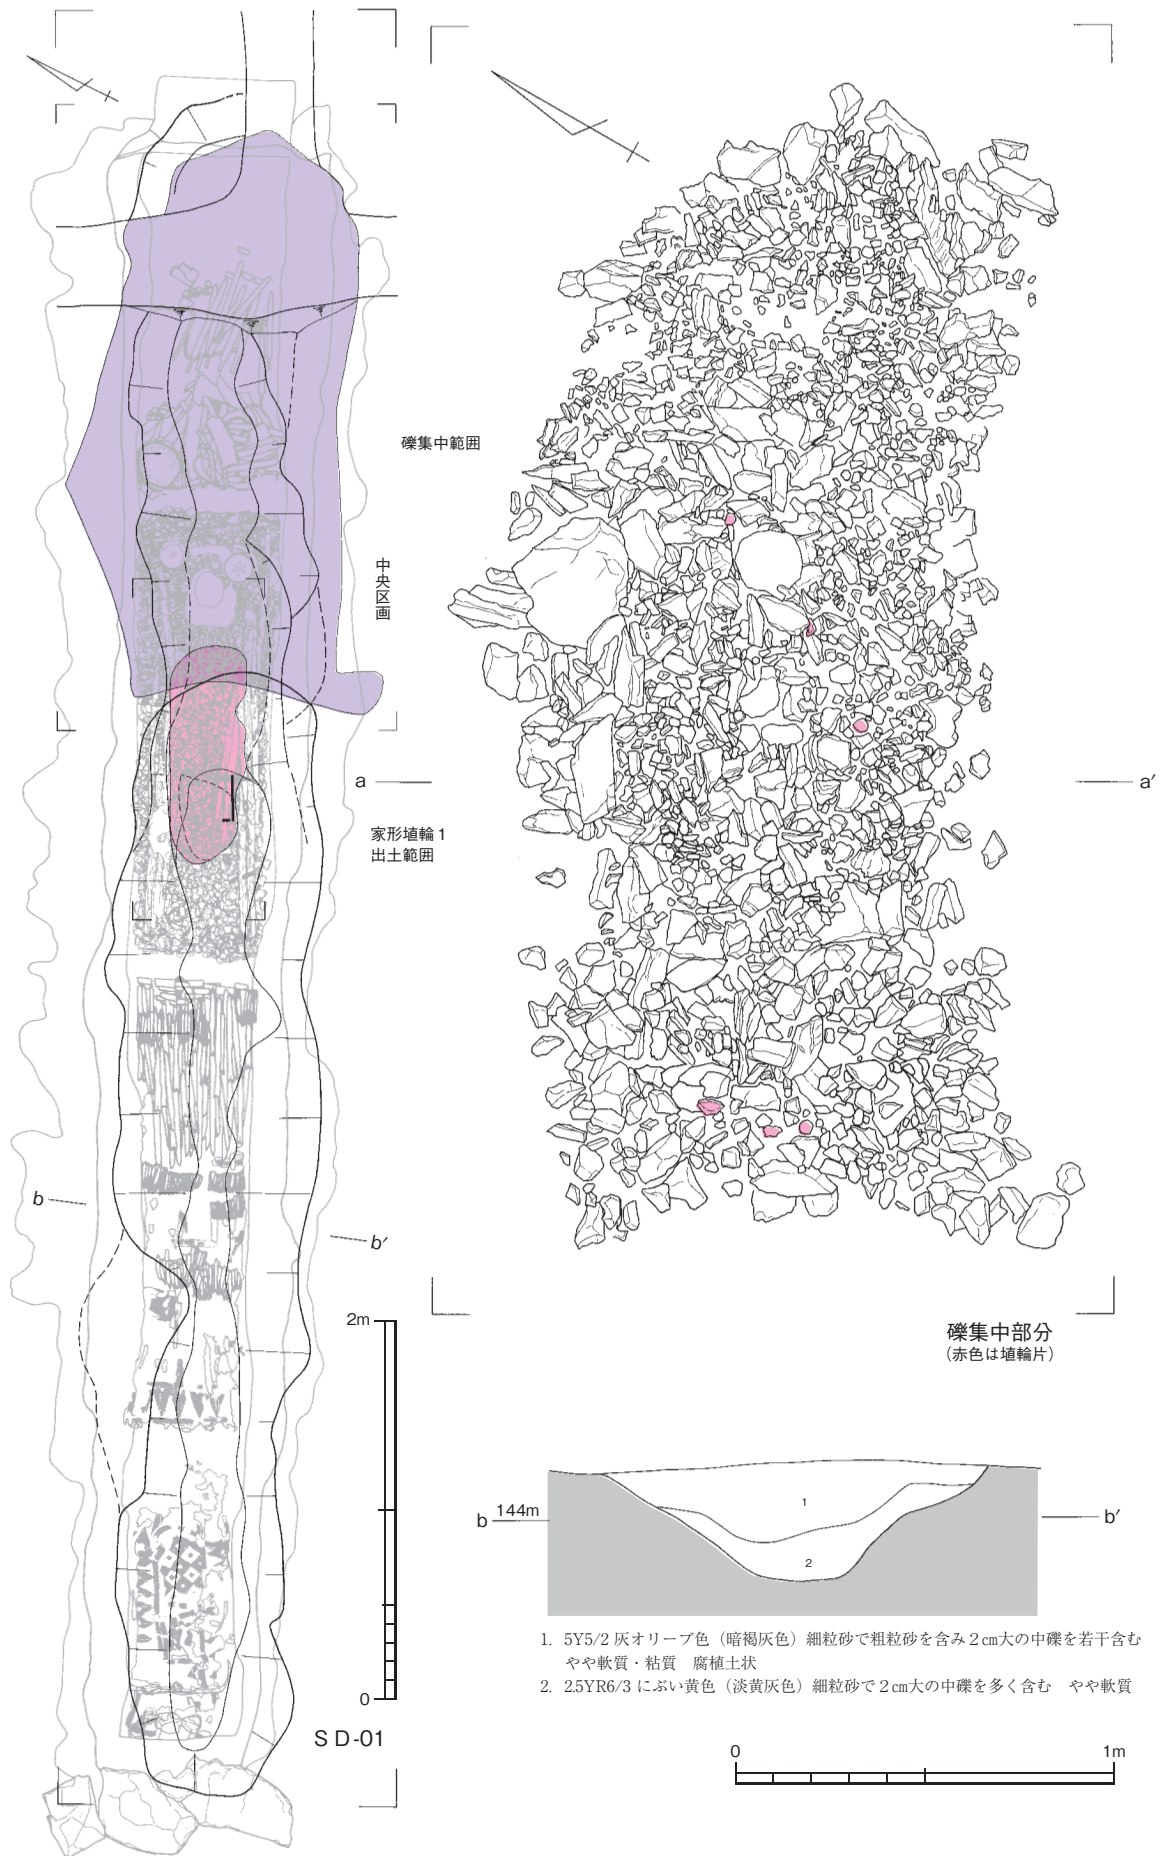 礫集中範囲
中央区画
a
a′
家形埴輪1
出土範囲
b
b′
2m
0
SD-01
礫集中部分
（赤色は埴輪片）
1
2
b 144m
b′
1. 5Y5/2 灰オリーブ色（暗褐灰色）細粒砂で粗粒砂を含み2㎝大の中礫を若干含む
やや軟質・粘質　腐植土状
2. 2.5YR6/3 にぶい黄色（淡黄灰色）細粒砂で2㎝大の中礫を多く含む　やや軟質
0
1m